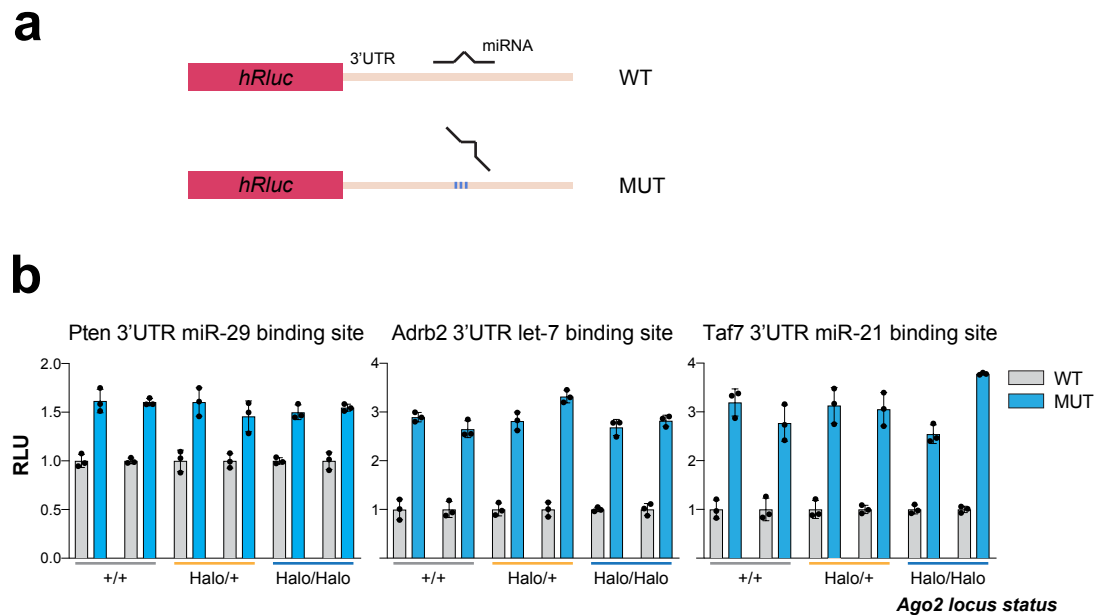 a
3'UTR miRNA
hRluc WT
hRluc MUT
b
Pten 3'UTR miR-29 binding site Adrb2 3'UTR let-7 binding site Taf7 3'UTR miR-21 binding site
RLU
2.0
1.5
1.0
0.5
0.0
+/+ Halo/+ Halo/Halo
4
3
2
1
+/+ Halo/+ Halo/Halo
4
3
2
1
+/+ Halo/+ Halo/Halo
WT
MUT
Ago2 locus status